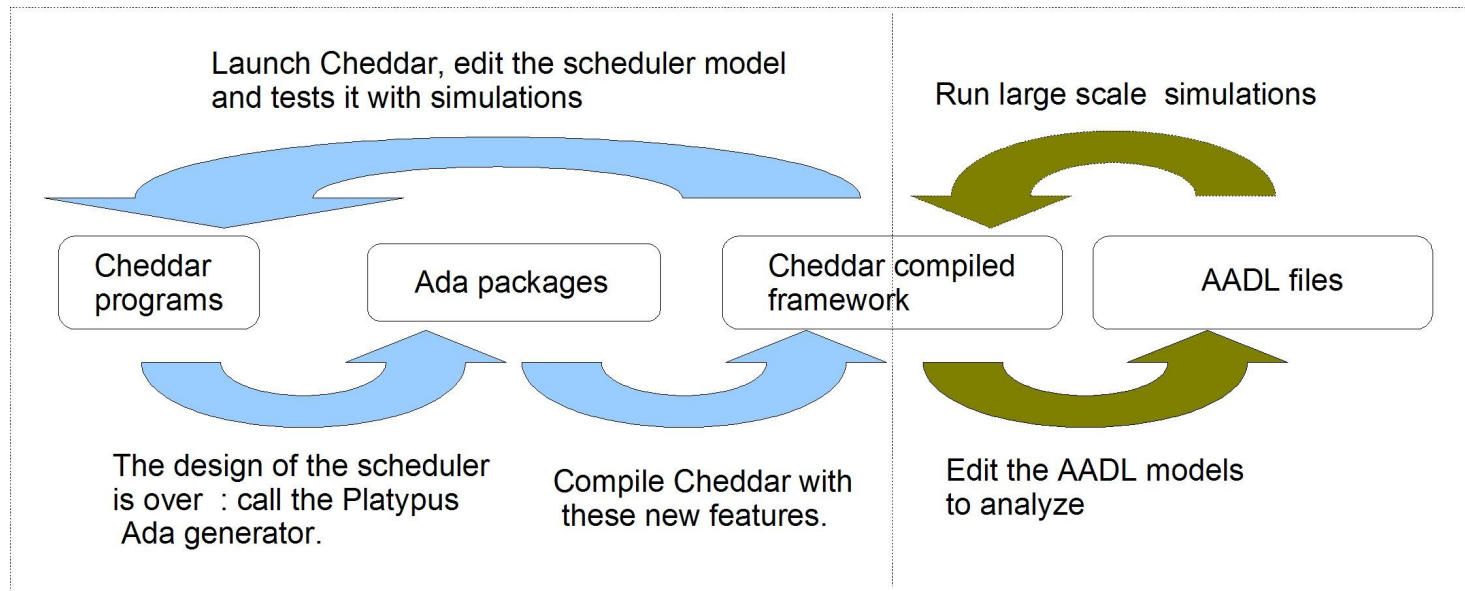 Launch Cheddar, edit the scheduler model
and tests it with simulations
Run large scale simulations
Cheddar
programs
Ada packages
Cheddar compiled
framework
AADL files
The design of the scheduler
is over : call the Platypus
Ada generator.
Compile Cheddar with
these new features.
Edit the AADL models
to analyze